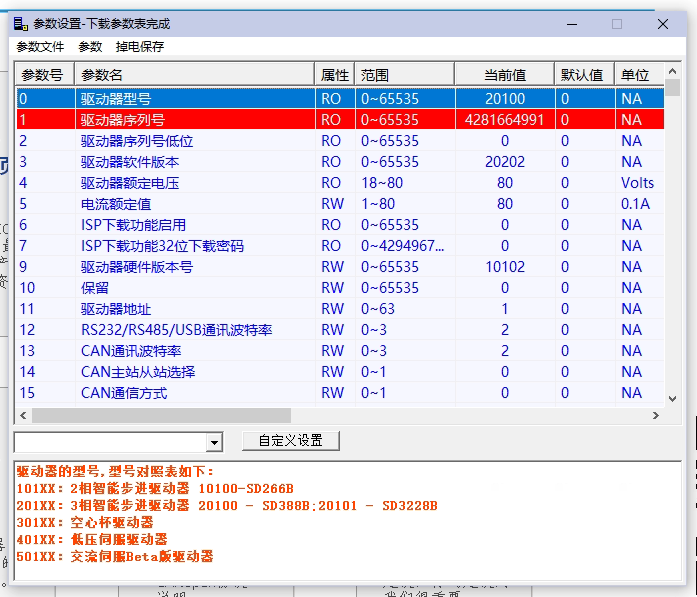 参数设置-下载参数表完成
参数文件 参数 掉电保存
参数号 参数名 属性 范围 当前值 默认值 单位
0 驱动器型号 RO 0~65535 20100 0 NA
1 驱动器序列号 RO 0~65535 4281664991 0 NA
2 驱动器序列号低位 RO 0~65535 0 0 NA
3 驱动器软件版本 RO 0~65535 20202 0 NA
4 驱动器额定电压 RO 18~80 80 0 Volts
5 电流额定值 RW 1~80 80 0 0.1A
6 ISP下载功能启用 RO 0~65535 0 0 NA
7 ISP下载功能32位下载密码 RO 0~4294967... 0 0 NA
9 驱动器硬件版本号 RW 0~65535 10102 0 NA
10 保留 RW 0~65535 0 0 NA
11 驱动器地址 RW 0~63 1 0 NA
12 RS232/RS485/USB通讯波特率 RW 0~3 2 0 NA
13 CAN通讯波特率 RW 0~3 2 0 NA
14 CAN主站从站选择 RW 0~1 0 0 NA
15 CAN通信方式 RW 0~1 0 0 NA
自定义设置
驱动器的型号,型号对照表如下:
101XX: 2相智能步进驱动器 10100-SD266B
201XX: 3相智能步进驱动器 20100 - SD388B;20101 - SD3228B
301XX: 空心杯驱动器
401XX: 低压伺服驱动器
501XX: 交流伺服Beta版驱动器